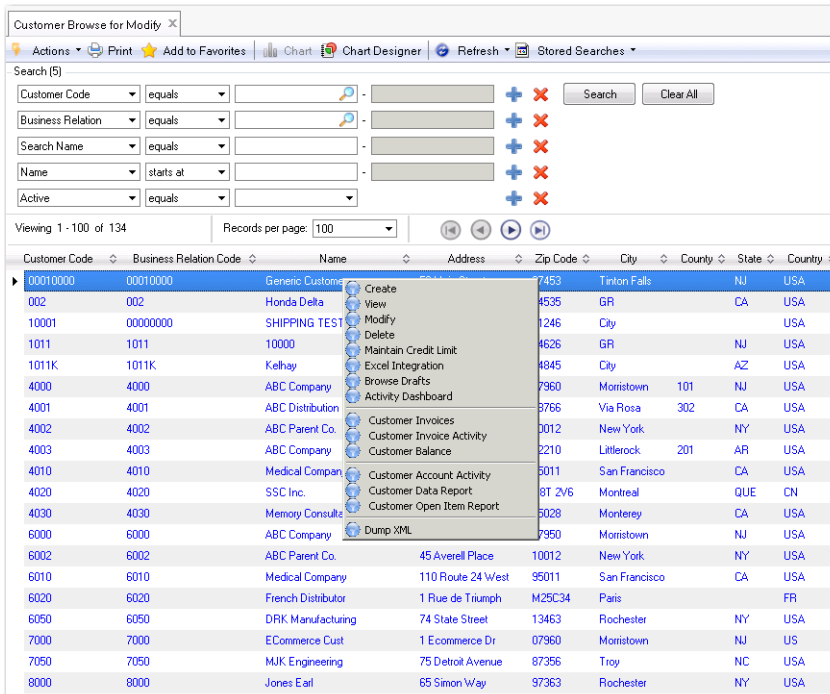 Customer Browse for Modify
Actions Print Add to Favorites Chart Chart Designer Refresh Stored Searches
Search (5)
Customer Code equals - Search Clear All
Business Relation equals -
Search Name equals -
Name starts at -
Active equals
Viewing 1 - 100 of 134 Records per page: 100
Customer Code Business Relation Code Name Address Zip Code City County State Country
00010000 00010000 Generic Custome 07453 Tinton Falls NJ USA
002 002 Honda Delta 4535 GR CA USA
10001 00000000 SHIPPING TEST 1246 City USA
1011 1011 10000 4626 GR NJ USA
1011K 1011K Kelhay 4845 City AZ USA
4000 4000 ABC Company 7960 Morristown 101 NJ USA
4001 4001 ABC Distribution 3766 Via Rosa 302 CA USA
4002 4002 ABC Parent Co. 0012 New York NY USA
4003 4003 ABC Company 2210 Littlerock 201 AR USA
4010 4010 Medical Compan 5011 San Francisco CA USA
4020 4020 SSC Inc. 8T 2V6 Montreal QUE CN
4030 4030 Memory Consulta 5028 Monterey CA USA
6000 6000 ABC Company 7950 Morristown NJ USA
6002 6002 ABC Parent Co. 45 Averell Place 10012 New York NY USA
6010 6010 Medical Company 110 Route 24 West 95011 San Francisco CA USA
6020 6020 French Distributor 1 Rue de Triumph M25C34 Paris FR
6050 6050 DRK Manufacturing 74 State Street 13463 Rochester NY USA
7000 7000 ECommerce Cust 1 Ecommerce Dr 07960 Morristown NJ US
7050 7050 MJK Engineering 75 Detroit Avenue 87356 Troy NC USA
8000 8000 Jones Earl 65 Simon Way 97363 Rochester NY USA
Create
View
Modify
Delete
Maintain Credit Limit
Excel Integration
Browse Drafts
Activity Dashboard
Customer Invoices
Customer Invoice Activity
Customer Balance
Customer Account Activity
Customer Data Report
Customer Open Item Report
Dump XML